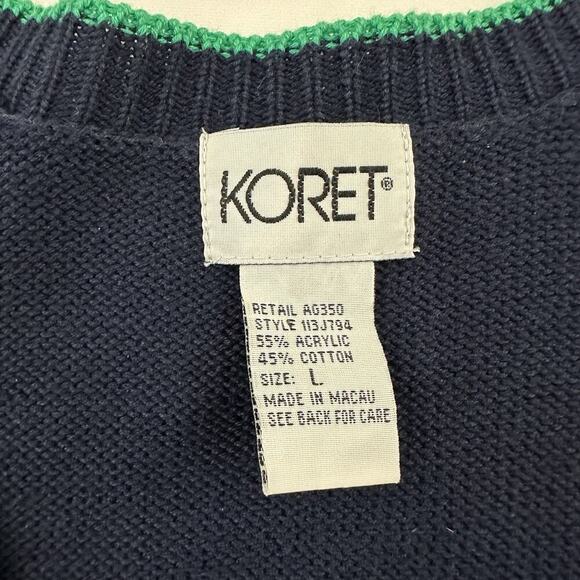 KORET®
RETAIL AG350
STYLE 113J794
55% ACRYLIC
45% COTTON
SIZE: L
MADE IN MACAU
SEE BACK FOR CARE